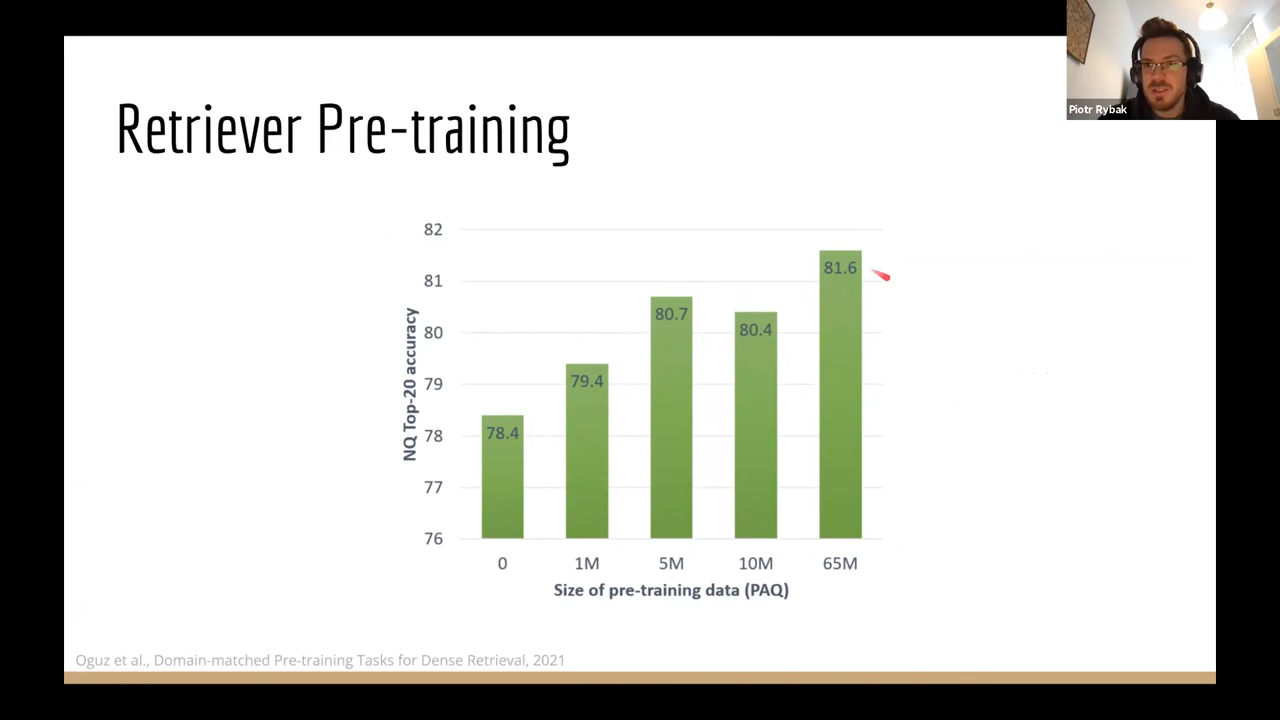 Piotr Rybak
Retriever Pre-training
82
81
80
79
78
77
76
NQ Top-20 accuracy
78.4
79.4
80.7
80.4
81.6
0
1M
5M
10M
65M
Size of pre-training data (PAQ)
Oguz et al., Domain-matched Pre-training Tasks for Dense Retrieval, 2021